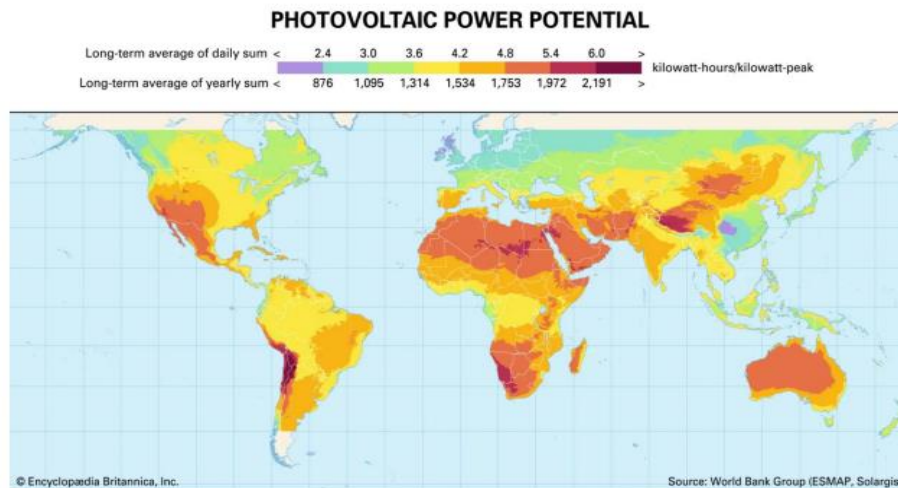 PHOTOVOLTAIC POWER POTENTIAL
Long-term average of daily sum < 2.4 3.0 3.6 4.2 4.8 5.4 6.0 >
kilowatt-hours/kilowatt-peak
Long-term average of yearly sum < 876 1,095 1,314 1,534 1,753 1,972 2,191 >
© Encyclopædia Britannica, Inc.
Source: World Bank Group (ESMAP, Solargis